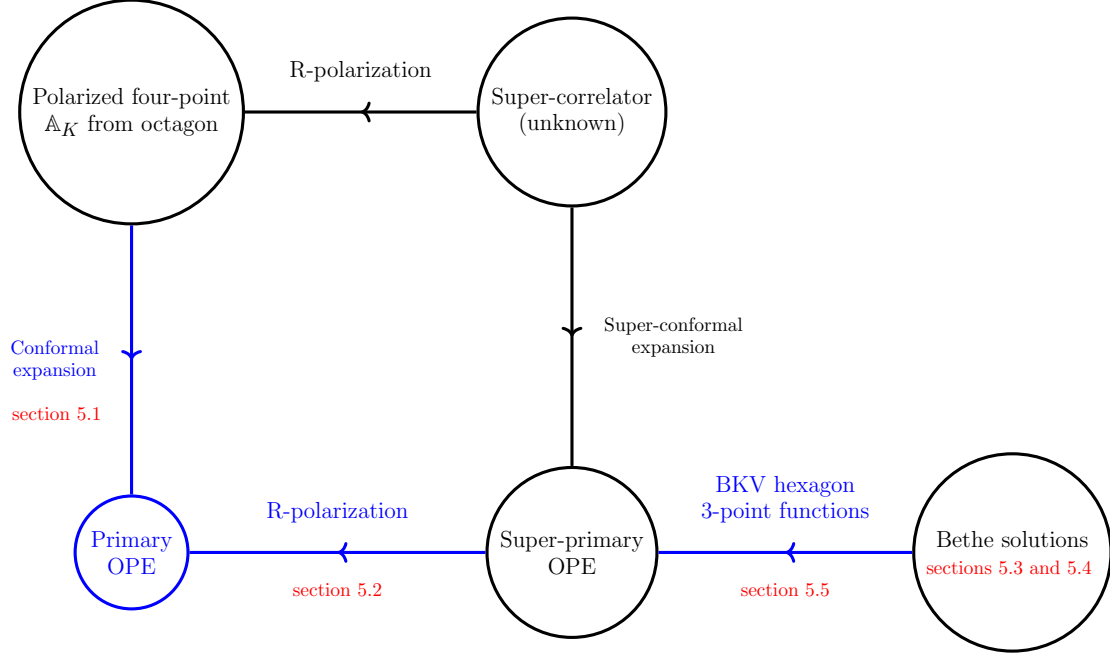 R-polarization
Polarized four-point
𝔸_K from octagon
Super-correlator
(unknown)
Conformal
expansion
section 5.1
Super-conformal
expansion
R-polarization
section 5.2
BKV hexagon
3-point functions
section 5.5
Primary
OPE
Super-primary
OPE
Bethe solutions
sections 5.3 and 5.4